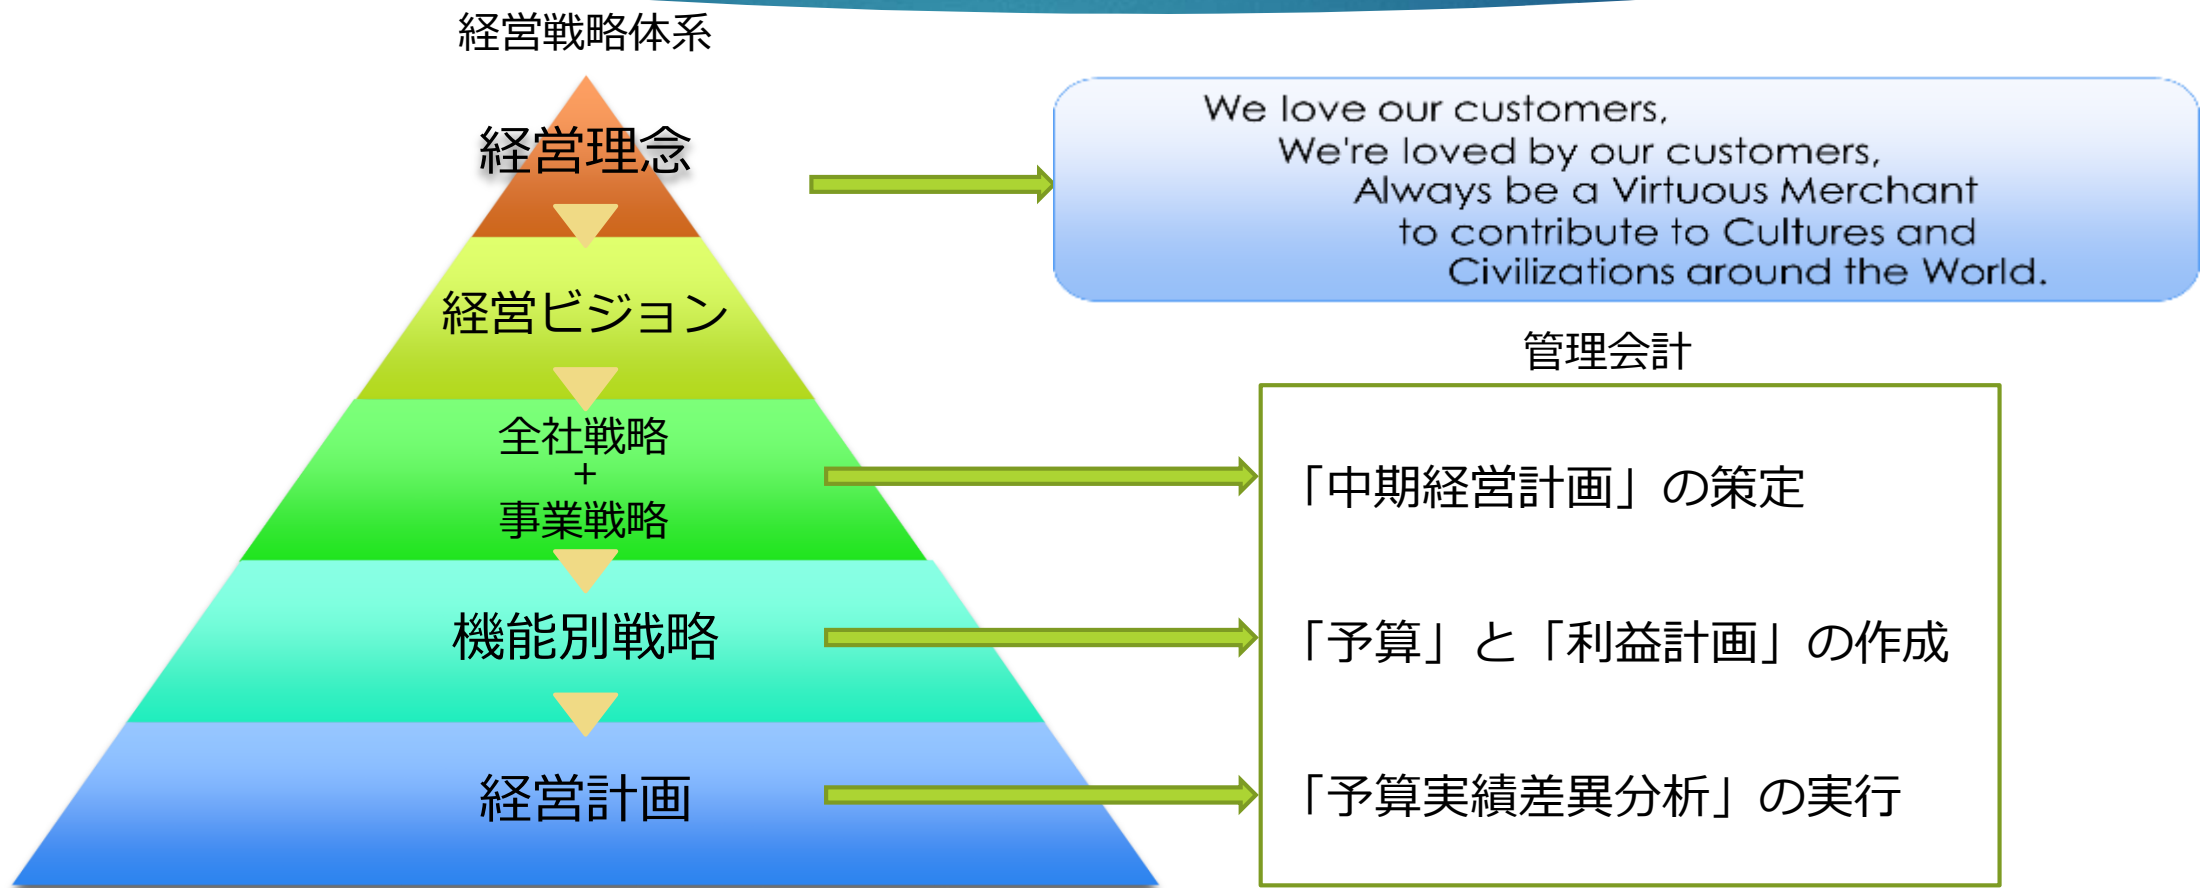 経営戦略体系
経営理念
経営ビジョン
全社戦略
+
事業戦略
機能別戦略
経営計画
We love our customers,
We're loved by our customers,
Always be a Virtuous Merchant
to contribute to Cultures and
Civilizations around the World.
管理会計
「中期経営計画」の策定
「予算」と「利益計画」の作成
「予算実績差異分析」の実行